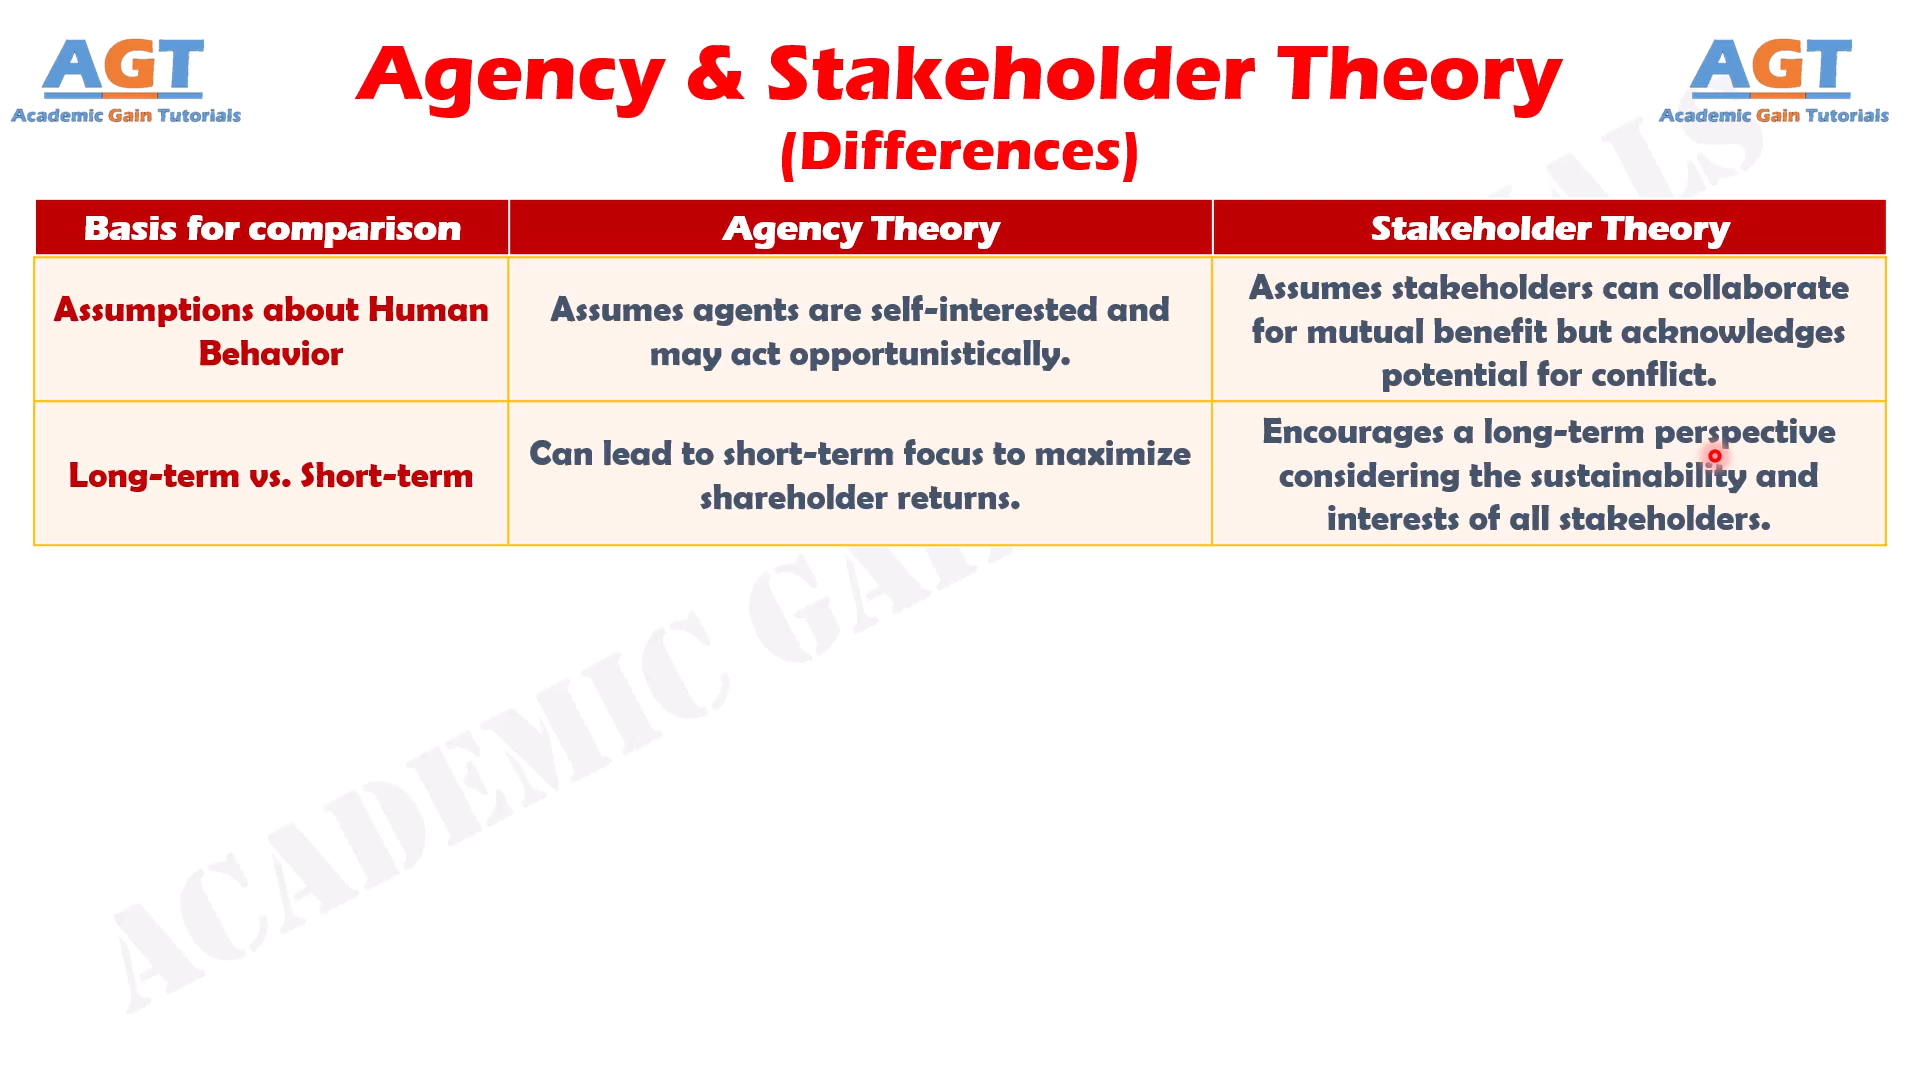 AGT
Academic Gain Tutorials
Agency & Stakeholder Theory
(Differences)
AGT
Academic Gain Tutorials
Basis for comparison
Agency Theory
Stakeholder Theory
Assumptions about Human
Behavior
Assumes agents are self-interested and
may act opportunistically.
Assumes stakeholders can collaborate
for mutual benefit but acknowledges
potential for conflict.
Long-term vs. Short-term
Can lead to short-term focus to maximize
shareholder returns.
Encourages a long-term perspective
considering the sustainability and
interests of all stakeholders.
ACADEMIC